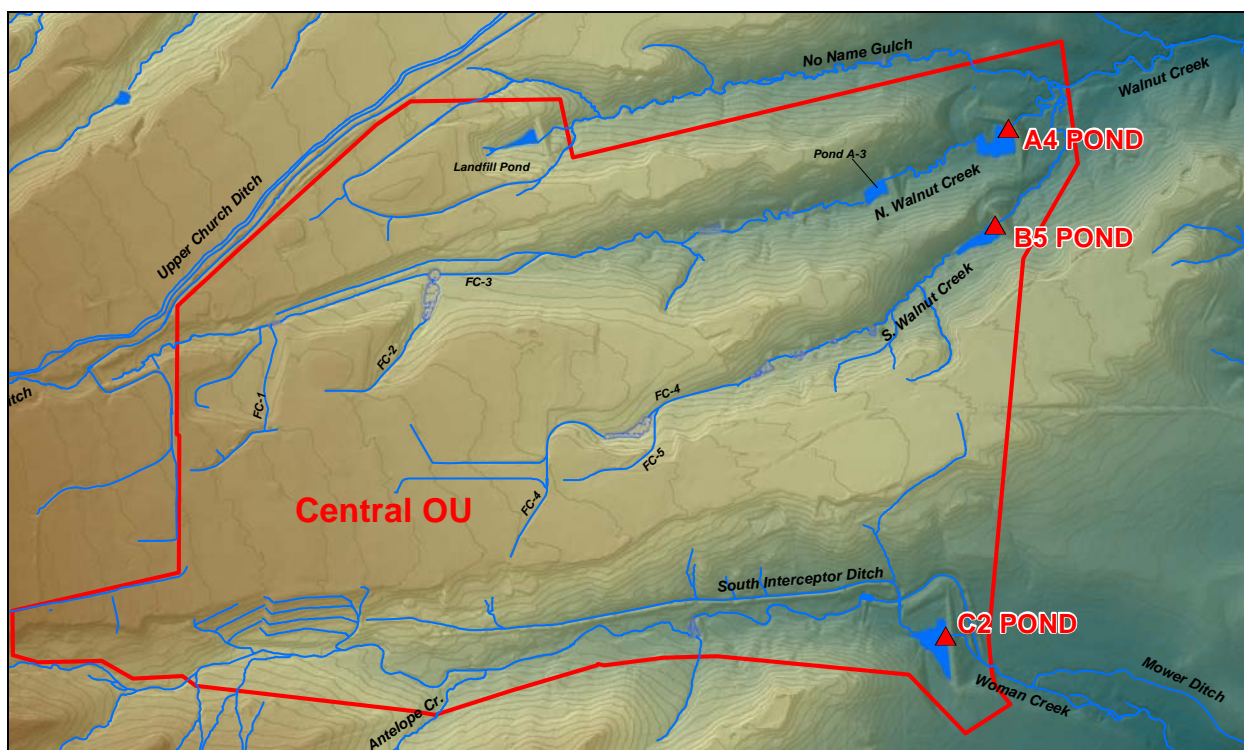 No Name Gulch
Walnut Creek
A4 POND
Landfill Pond
Pond A-3
N. Walnut Creek
Upper Church Ditch
B5 POND
FC-3
S. Walnut Creek
FC-2
itch
FC-1
FC-4
FC-5
Central OU
FC-4
South Interceptor Ditch
C2 POND
Mower Ditch
Woman Creek
Antelope Cr.